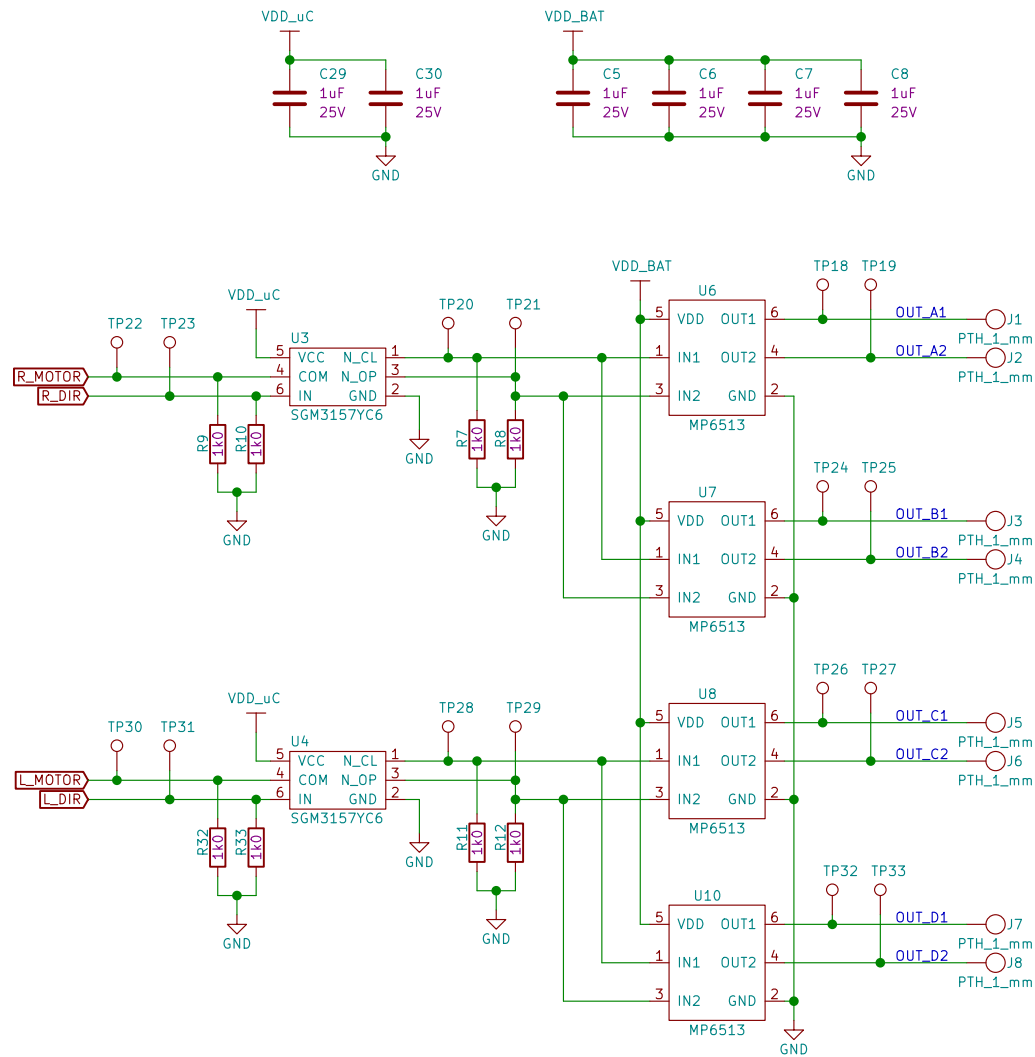 VDD_uC
VDD_BAT
C29
1uF
25V
C30
1uF
25V
C5
1uF
25V
C6
1uF
25V
C7
1uF
25V
C8
1uF
25V
GND
GND
VDD_uC
TP22
TP23
R_MOTOR
R_DIR
U3
5 VCC N_CL 1
4 COM N_OP 3
6 IN GND 2
SGM3157YC6
R9
1k0
R10
1k0
GND
GND
TP20
TP21
R7
1k0
R8
1k0
GND
VDD_BAT
U6
5 VDD OUT1 6
1 IN1 OUT2 4
3 IN2 GND 2
MP6513
TP18
TP19
OUT_A1
J1
PTH_1_mm
OUT_A2
J2
PTH_1_mm
U7
5 VDD OUT1 6
1 IN1 OUT2 4
3 IN2 GND 2
MP6513
TP24
TP25
OUT_B1
J3
PTH_1_mm
OUT_B2
J4
PTH_1_mm
VDD_uC
TP30
TP31
L_MOTOR
L_DIR
U4
5 VCC N_CL 1
4 COM N_OP 3
6 IN GND 2
SGM3157YC6
R32
1k0
R33
1k0
GND
GND
TP28
TP29
R11
1k0
R12
1k0
GND
U8
5 VDD OUT1 6
1 IN1 OUT2 4
3 IN2 GND 2
MP6513
TP26
TP27
OUT_C1
J5
PTH_1_mm
OUT_C2
J6
PTH_1_mm
U10
5 VDD OUT1 6
1 IN1 OUT2 4
3 IN2 GND 2
MP6513
TP32
TP33
OUT_D1
J7
PTH_1_mm
OUT_D2
J8
PTH_1_mm
GND